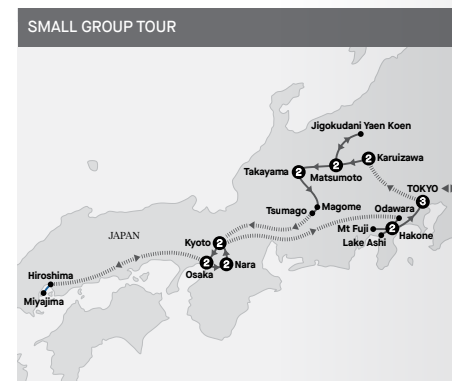 SMALL GROUP TOUR
Jigokudani Yaen Koen
2
Karuizawa
Takayama
2
2
Matsumoto
TOKYO
3
Tsumago
Magome
Odawara
Mt Fuji
2
Hakone
Lake Ashi
JAPAN
Kyoto
2
Hiroshima
2
Osaka
2
Nara
Miyajima